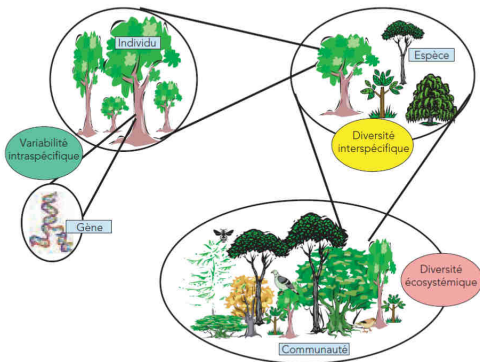 Individu
Espèce
Variabilité
intraspécifique
Diversité
interspécifique
Gène
Diversité
écosystémique
Communauté